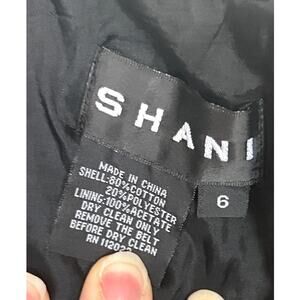 SHANI
6
MADE IN CHINA
SHELL:80%COTTON
20%POLYESTER
LINING:100%ACETATE
DRY CLEAN ONLY
REMOVE THE BELT
BEFORE DRY CLEAN
RN